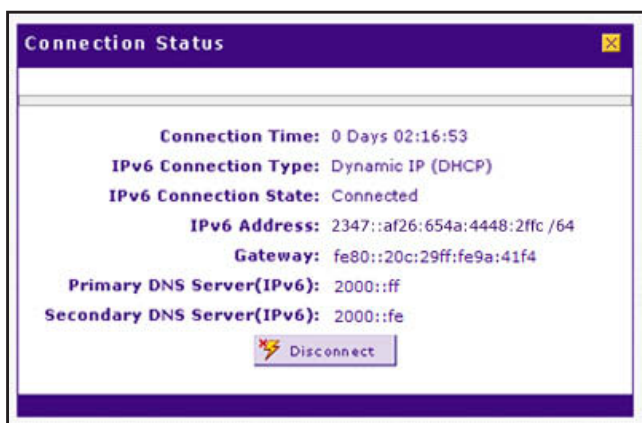 Connection Status
Connection Time: 0 Days 02:16:53
IPv6 Connection Type: Dynamic IP (DHCP)
IPv6 Connection State: Connected
IPv6 Address: 2347::af26:654a:4448:2ffc /64
Gateway: fe80::20c:29ff:fe9a:41f4
Primary DNS Server(IPv6): 2000::ff
Secondary DNS Server(IPv6): 2000::fe
Disconnect